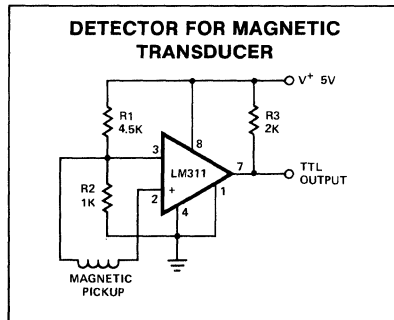 DETECTOR FOR MAGNETIC
TRANSDUCER
V+ 5V
R1
4.5K
R3
2K
3
8
LM311
7
TTL
OUTPUT
R2
1K
2
+
1
4
MAGNETIC
PICKUP